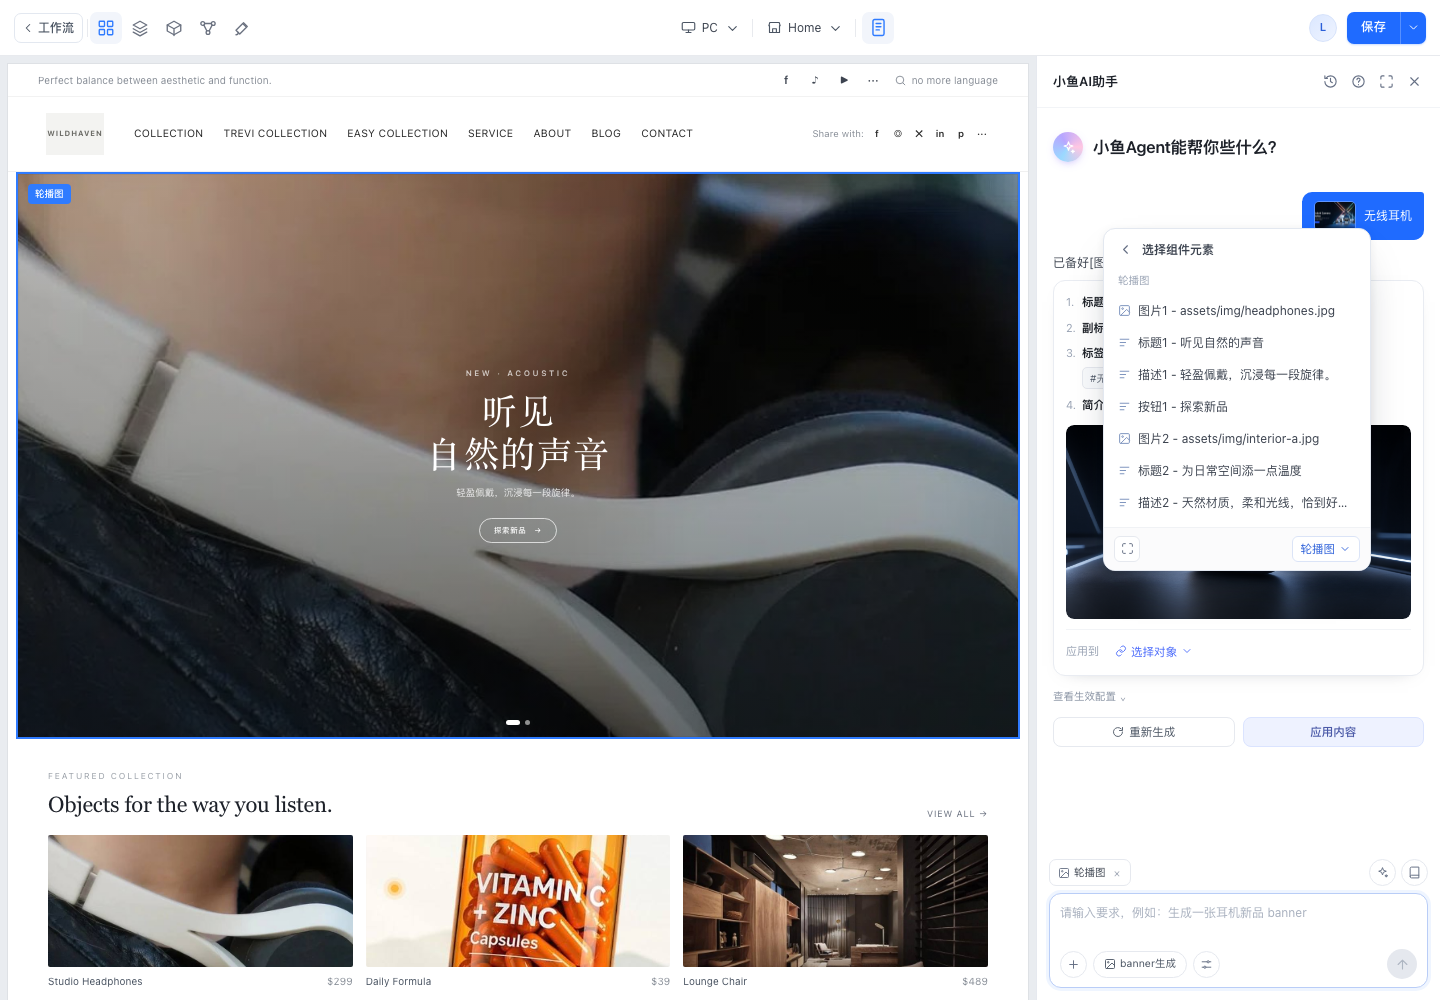 工作流
PC
Home
L
保存
Perfect balance between aesthetic and function.
no more language
WILDHAVEN
COLLECTION
TREVI COLLECTION
EASY COLLECTION
SERVICE
ABOUT
BLOG
CONTACT
Share with:
轮播图
NEW · ACOUSTIC
听见
自然的声音
轻盈佩戴，沉浸每一段旋律。
探索新品 →
FEATURED COLLECTION
Objects for the way you listen.
VIEW ALL →
VITAMIN C
+ ZINC
Capsules
Studio Headphones
$299
Daily Formula
$39
Lounge Chair
$489
小鱼AI助手
小鱼Agent能帮你些什么?
无线耳机
已备好[图
1. 标题
2. 副标
3. 标签
4. 简介
选择组件元素
轮播图
图片1 - assets/img/headphones.jpg
标题1 - 听见自然的声音
描述1 - 轻盈佩戴，沉浸每一段旋律。
按钮1 - 探索新品
图片2 - assets/img/interior-a.jpg
标题2 - 为日常空间添一点温度
描述2 - 天然材质，柔和光线，恰到好...
轮播图
应用到
选择对象
查看生效配置
重新生成
应用内容
轮播图 ×
请输入要求，例如：生成一张耳机新品 banner
banner生成